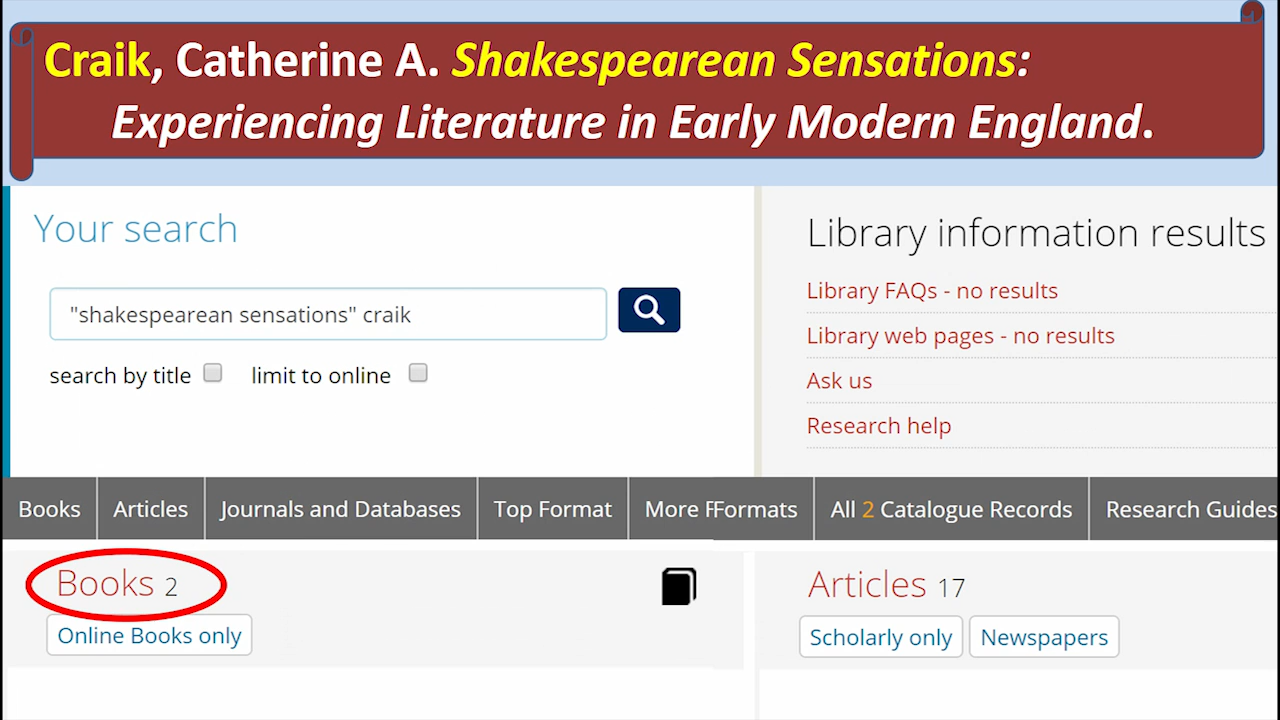 Craik, Catherine A. Shakespearean Sensations:
Experiencing Literature in Early Modern England.
Your search
"shakespearean sensations" craik
search by title
limit to online
Library information results
Library FAQs - no results
Library web pages - no results
Ask us
Research help
Books
Articles
Journals and Databases
Top Format
More FFormats
All 2 Catalogue Records
Research Guides
Books 2
Online Books only
Articles 17
Scholarly only
Newspapers